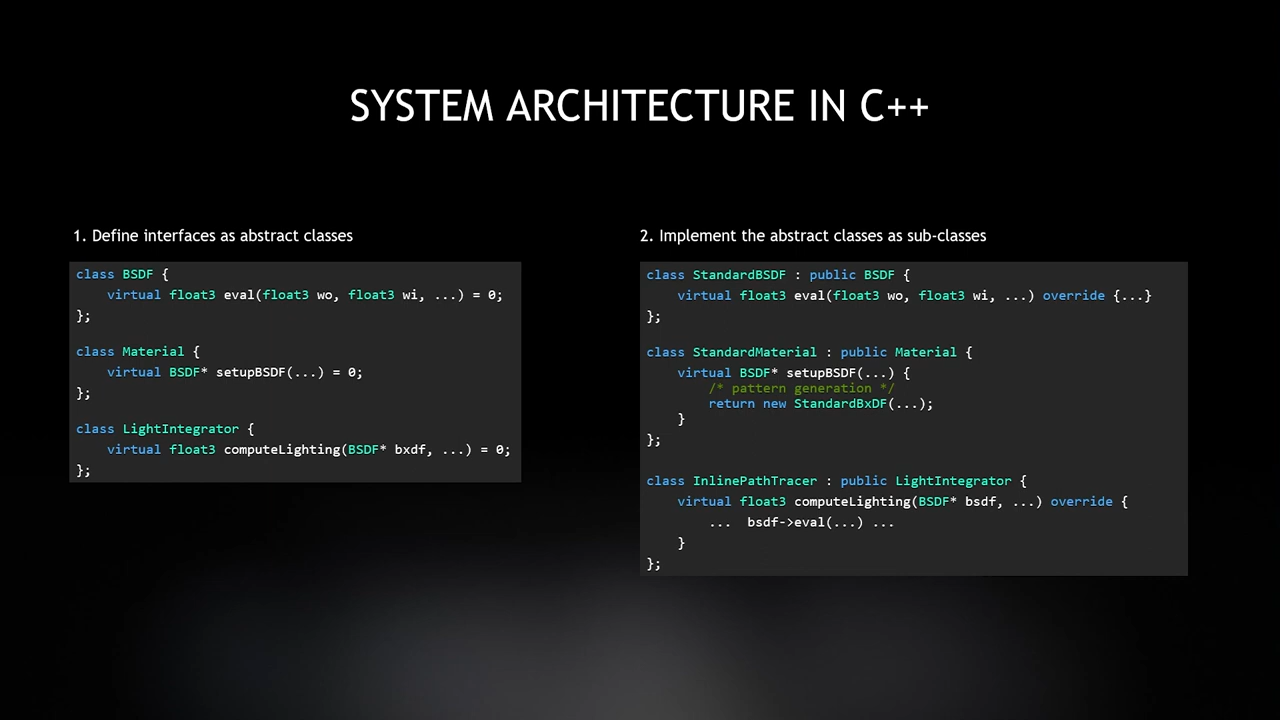 SYSTEM ARCHITECTURE IN C++
1. Define interfaces as abstract classes
class BSDF {
    virtual float3 eval(float3 wo, float3 wi, ...) = 0;
};
class Material {
    virtual BSDF* setupBSDF(...) = 0;
};
class LightIntegrator {
    virtual float3 computeLighting(BSDF* bxdf, ...) = 0;
};
2. Implement the abstract classes as sub-classes
class StandardBSDF : public BSDF {
    virtual float3 eval(float3 wo, float3 wi, ...) override {...}
};
class StandardMaterial : public Material {
    virtual BSDF* setupBSDF(...) {
        /* pattern generation */
        return new StandardBxDF(...);
    }
};
class InlinePathTracer : public LightIntegrator {
    virtual float3 computeLighting(BSDF* bsdf, ...) override {
        ...  bsdf->eval(...) ...
    }
};